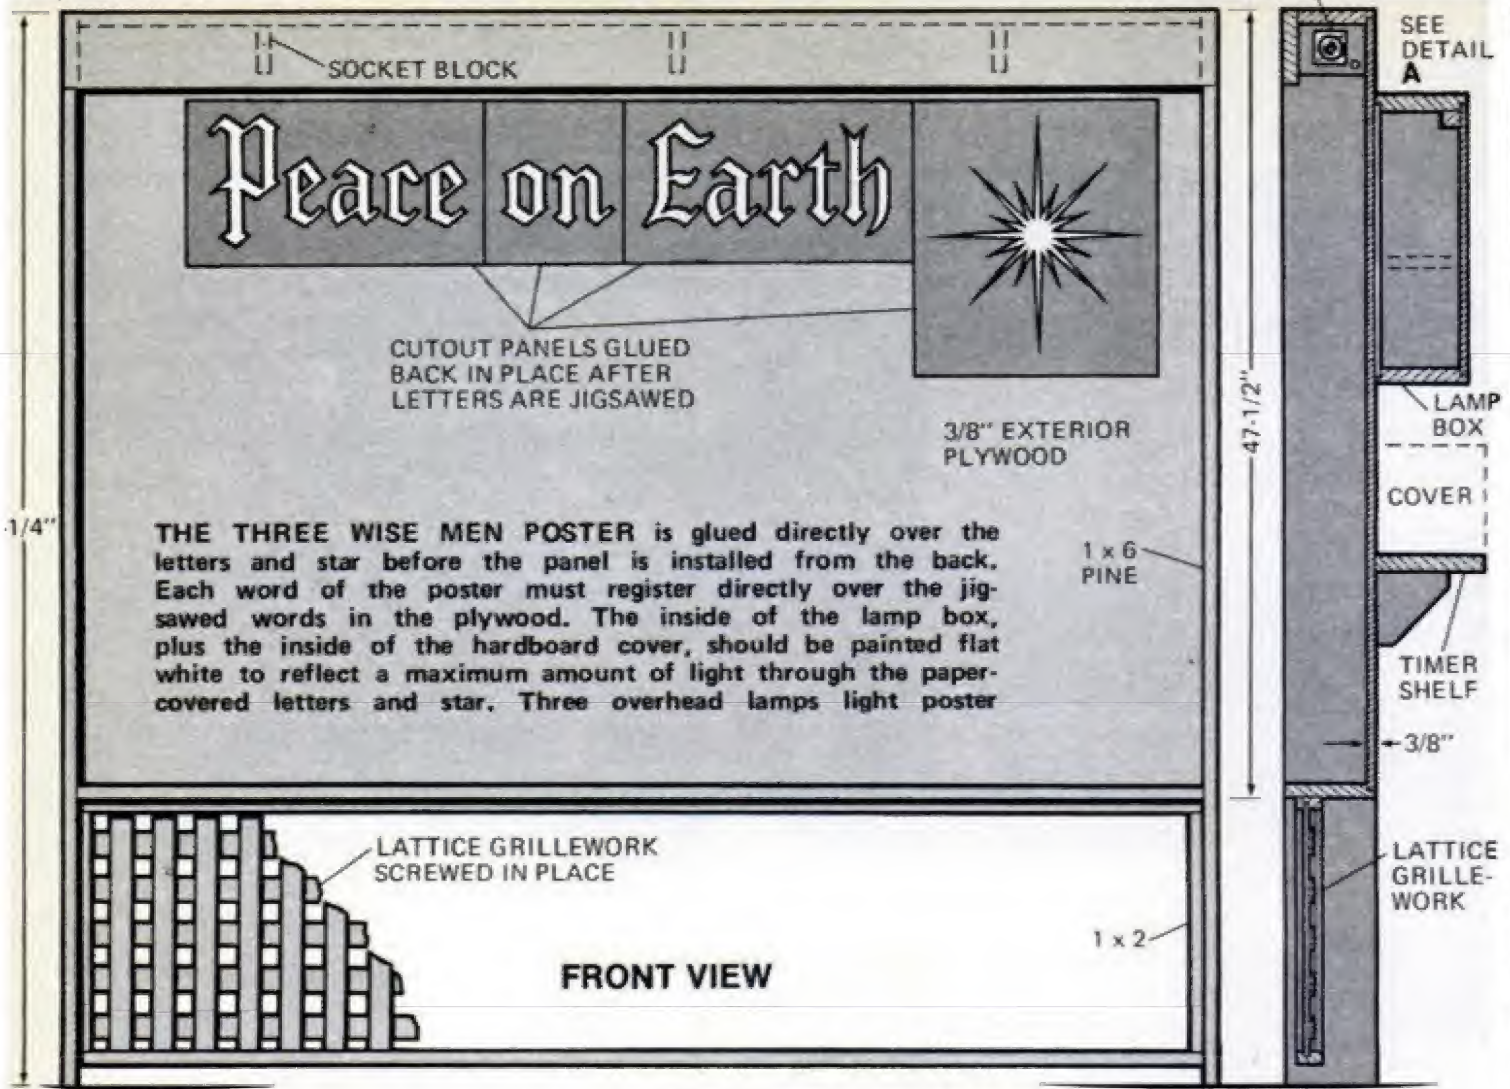 SOCKET BLOCK
SEE
DETAIL
A
Peace on Earth
CUTOUT PANELS GLUED
BACK IN PLACE AFTER
LETTERS ARE JIGSAWED
3/8" EXTERIOR
PLYWOOD
47-1/2"
LAMP
BOX
COVER
1/4"
THE THREE WISE MEN POSTER is glued directly over the
letters and star before the panel is installed from the back.
Each word of the poster must register directly over the jig-
sawed words in the plywood. The inside of the lamp box,
plus the inside of the hardboard cover, should be painted flat
white to reflect a maximum amount of light through the paper-
covered letters and star. Three overhead lamps light poster
1 x 6
PINE
TIMER
SHELF
3/8"
LATTICE GRILLEWORK
SCREWED IN PLACE
LATTICE
GRILLE-
WORK
1 x 2
FRONT VIEW